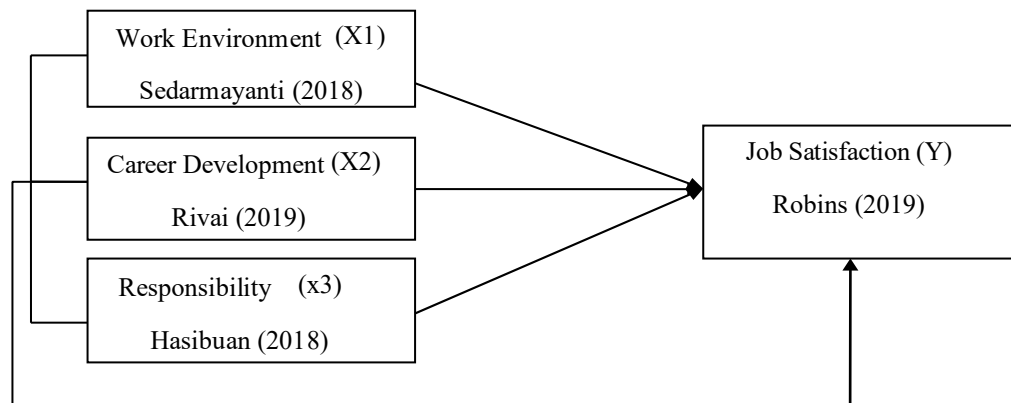 Work Environment (X1)
Sedarmayanti (2018)
Career Development (X2)
Rivai (2019)
Responsibility (x3)
Hasibuan (2018)
Job Satisfaction (Y)
Robins (2019)